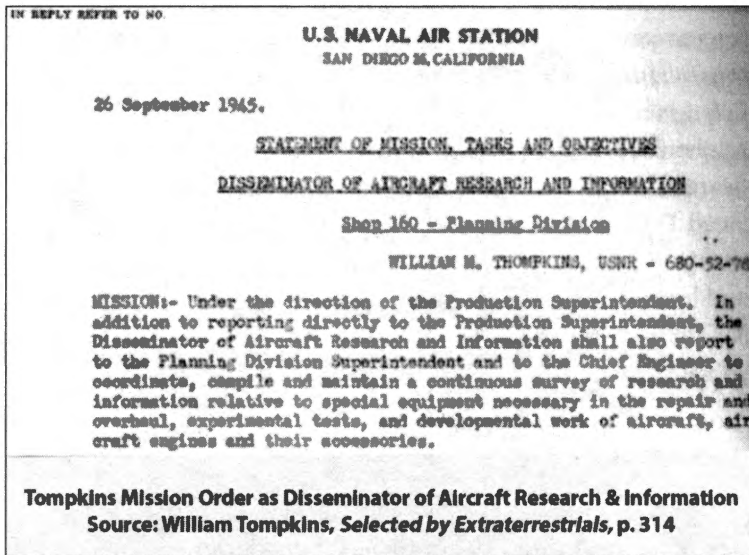 IN REPLY REFER TO NO.
U.S. NAVAL AIR STATION
SAN DIEGO CALIFORNIA
26 September 1945.
STATEMENT OF MISSION, TASKS AND OBJECTIVES
DISSEMINATOR OF AIRCRAFT RESEARCH AND INFORMATION
Shop 160 - Planning Division
WILLIAM M. THOMPKINS, USNR - 680-52-76
MISSION:- Under the direction of the Production Superintendent. In
addition to reporting directly to the Production Superintendent, the
Disseminator of Aircraft Research and Information shall also report
to the Planning Division Superintendent and to the Chief Engineer to
coordinate, compile and maintain a continuous survey of research and
information relative to special equipment necessary in the repair and
overhaul, experimental tests, and developmental work of aircraft, air
craft engines and their accessories.
Tompkins Mission Order as Disseminator of Aircraft Research & Information
Source: William Tompkins, Selected by Extraterrestrials, p. 314